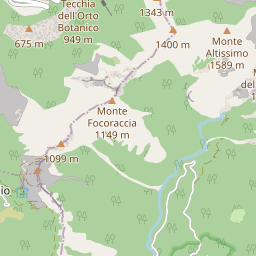 Tecchia
dell'Orto
Botanico
949 m
675 m
1343 m
1400 m
Monte
Altissimo
1589 m
Monte
Focoraccia
1149 m
1099 m